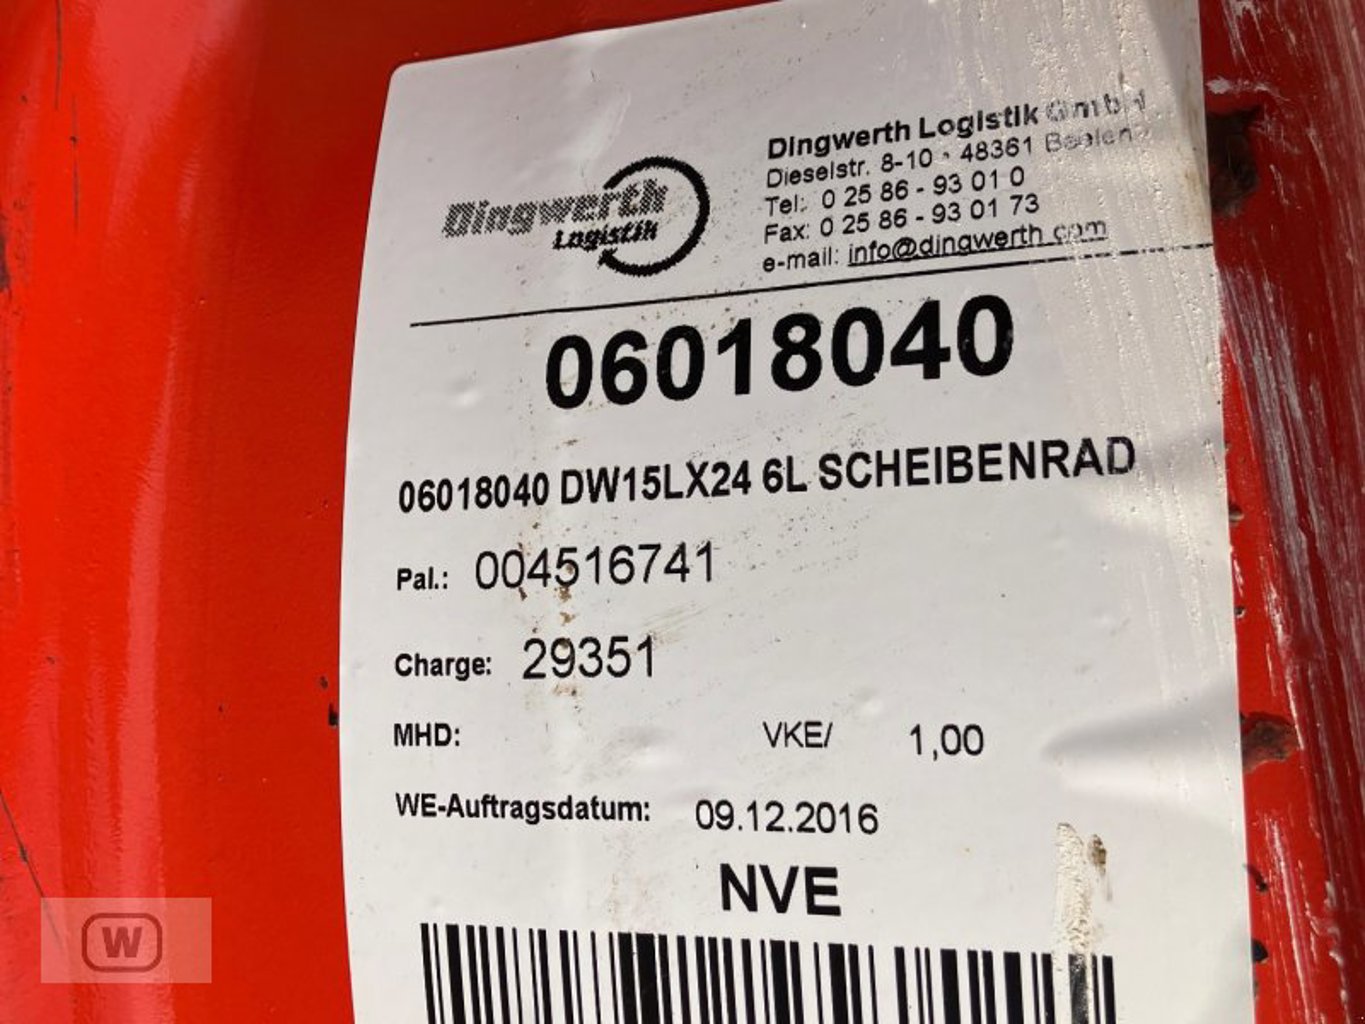 Dingwerth
Logistik
Dingwerth Logistik GmbH
Dieselstr. 8-10 · 48361 Beelen
Tel: 0 25 86 - 93 01 0
Fax: 0 25 86 - 93 01 73
e-mail: info@dingwerth.com
06018040
06018040 DW15LX24 6L SCHEIBENRAD
Pal.: 004516741
Charge: 29351
MHD: VKE/ 1,00
WE-Auftragsdatum: 09.12.2016
NVE
W